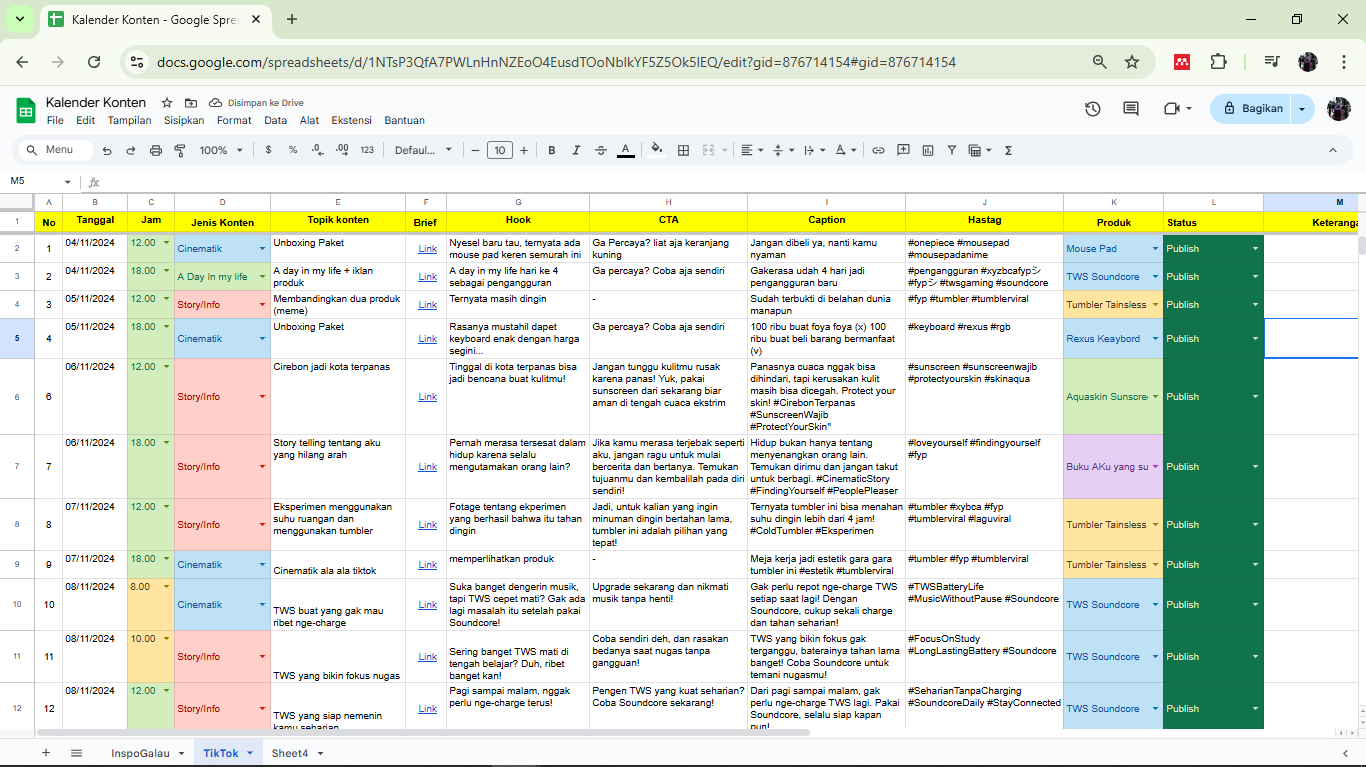 Kalender Konten - Google Spre
docs.google.com/spreadsheets/d/1NTsP3QfA7PWLnHnNZEoO4EusdTOoNbIkYF5Z5Ok5IEQ/edit?gid=876714154#gid=876714154
Kalender Konten
Disimpan ke Drive
File Edit Tampilan Sisipkan Format Data Alat Ekstensi Bantuan
Bagikan
Menu 100% $ % .0 .00 123 Defaul... 10 B I S A
M5 fx
A B C D E F G H I J K L M
1 No Tanggal Jam Jenis Konten Topik konten Brief Hook CTA Caption Hastag Produk Status
2 1 04/11/2024 12.00 Cinematik Unboxing Paket Link Nyesel baru tau, ternyata ada Ga Percaya? liat aja keranjang Jangan dibeli ya, nanti kamu #onepiece #mousepad Mouse Pad Publish
mouse pad keren semurah ini kuning nyaman #mousepadanime
3 2 04/11/2024 18.00 A Day In my life A day in my life + iklan Link A day in my life hari ke 4 Ga percaya? Coba aja sendiri Gakerasa udah 4 hari jadi #pengangguran #xyzbcafypシ TWS Soundcore Publish
produk sebagai pengangguran pengangguran baru #fypシ #twsgaming #soundcore
4 3 05/11/2024 12.00 Story/Info Membandingkan dua produk Link Ternyata masih dingin - Sudah terbukti di belahan dunia #fyp #tumbler #tumblerviral Tumbler Tainsless Publish
(meme) manapun
5 4 05/11/2024 18.00 Cinematik Unboxing Paket Link Rasanya mustahil dapet Ga percaya? Coba aja sendiri 100 ribu buat foya foya (x) 100 #keyboard #rexus #rgb Rexus Keaybord Publish
keyboard enak dengan harga ribu buat beli barang bermanfaat
segini... (v)
6 6 06/11/2024 12.00 Story/Info Cirebon jadi kota terpanas Link Tinggal di kota terpanas bisa Jangan tunggu kulitmu rusak Panasnya cuaca nggak bisa #sunscreen #sunscreenwajib Aquaskin Sunscre Publish
jadi bencana buat kulitmu! karena panas! Yuk, pakai dihindari, tapi kerusakan kulit #protectyourskin #skinaqua
sunscreen dari sekarang biar masih bisa dicegah. Protect your
aman di tengah cuaca ekstrim skin! #CirebonTerpanas
#SunscreenWajib
#ProtectYourSkin"
7 7 06/11/2024 18.00 Story/Info Story telling tentang aku Link Pernah merasa tersesat dalam Jika kamu merasa terjebak seperti Hidup bukan hanya tentang #loveyourself #findingyourself Buku AKu yang su Publish
yang hilang arah hidup karena selalu aku, jangan ragu untuk mulai menyenangkan orang lain. #fyp
mengutamakan orang lain? bercerita dan bertanya. Temukan Temukan dirimu dan jangan takut
tujuanmu dan kembalilah pada diri untuk berbagi. #CinematicStory
sendiri! #FindingYourself #PeoplePleaser
8 8 07/11/2024 12.00 Story/Info Eksperimen menggunakan Link Fotage tentang ekperimen Jadi, untuk kalian yang ingin Ternyata tumbler ini bisa menahan #tumbler #xybca #fyp Tumbler Tainsless Publish
suhu ruangan dan yang berhasil bahwa itu tahan minuman dingin bertahan lama, suhu dingin lebih dari 4 jam! #tumblerviral #laguviral
menggunakan tumbler dingin tumbler ini adalah pilihan yang #ColdTumbler #Eksperimen
tepat!
9 9 07/11/2024 18.00 Cinematik Cinematik ala ala tiktok Link memperlihatkan produk - Meja kerja jadi estetik gara gara #tumbler #fyp #tumblerviral Tumbler Tainsless Publish
tumbler ini #estetik #tumblerviral
10 10 08/11/2024 8.00 Cinematik TWS buat yang gak mau Link Suka banget dengerin musik, Upgrade sekarang dan nikmati Gak perlu repot nge-charge TWS #TWSBatteryLife TWS Soundcore Publish
ribet nge-charge tapi TWS cepet mati? Gak ada musik tanpa henti! setiap saat lagi! Dengan #MusicWithoutPause #Soundcore
lagi masalah itu setelah pakai Soundcore, cukup sekali charge
Soundcore! dan tahan seharian!
11 11 08/11/2024 10.00 Story/Info TWS yang bikin fokus nugas Link Sering banget TWS mati di Coba sendiri deh, dan rasakan TWS yang bikin fokus gak #FocusOnStudy TWS Soundcore Publish
tengah belajar? Duh, ribet bedanya saat nugas tanpa terganggu, baterainya tahan lama #LongLastingBattery #Soundcore
banget kan! gangguan! banget! Coba Soundcore untuk
temani nugasmu!
12 12 08/11/2024 12.00 Story/Info TWS yang siap nemenin Link Pagi sampai malam, nggak Pengen TWS yang kuat seharian? Dari pagi sampai malam, gak #SeharianTanpaCharging TWS Soundcore Publish
kamu seharian perlu nge-charge terus! Coba Soundcore sekarang! perlu nge-charge TWS lagi. Pakai #SoundcoreDaily #StayConnected
Soundcore, selalu siap kapan
pun!
InspoGalau TikTok Sheet4